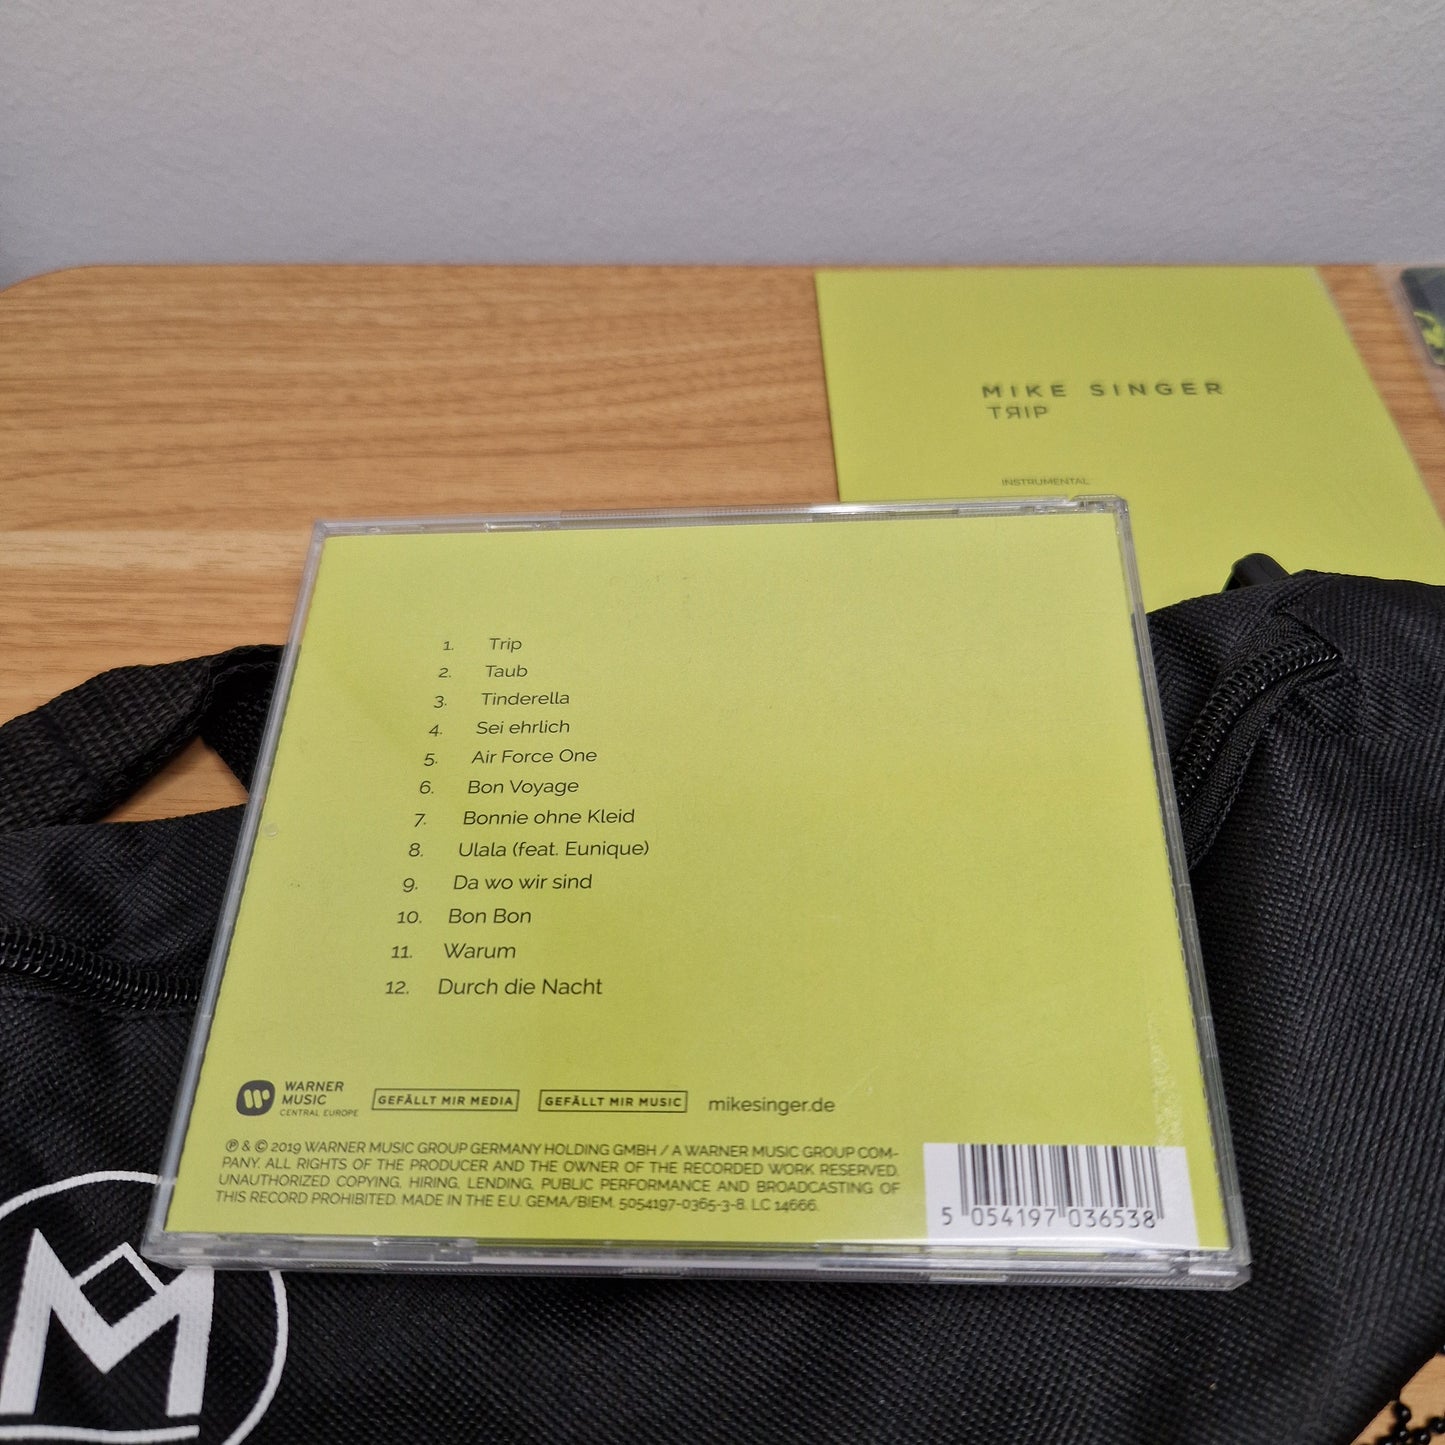 MIKE SINGER
TЯIP
INSTRUMENTAL
1. Trip
2. Taub
3. Tinderella
4. Sei ehrlich
5. Air Force One
6. Bon Voyage
7. Bonnie ohne Kleid
8. Ulala (feat. Eunique)
9. Da wo wir sind
10. Bon Bon
11. Warum
12. Durch die Nacht
WARNER
MUSIC
CENTRAL EUROPE
GEFÄLLT MIR MEDIA
GEFÄLLT MIR MUSIC
mikesinger.de
℗ & © 2019 WARNER MUSIC GROUP GERMANY HOLDING GMBH / A WARNER MUSIC GROUP COM-
PANY. ALL RIGHTS OF THE PRODUCER AND THE OWNER OF THE RECORDED WORK RESERVED.
UNAUTHORIZED COPYING, HIRING, LENDING, PUBLIC PERFORMANCE AND BROADCASTING OF
THIS RECORD PROHIBITED. MADE IN THE E.U. GEMA/BIEM. 5054197-0365-3-8. LC 14666.
5 054197 036538
M